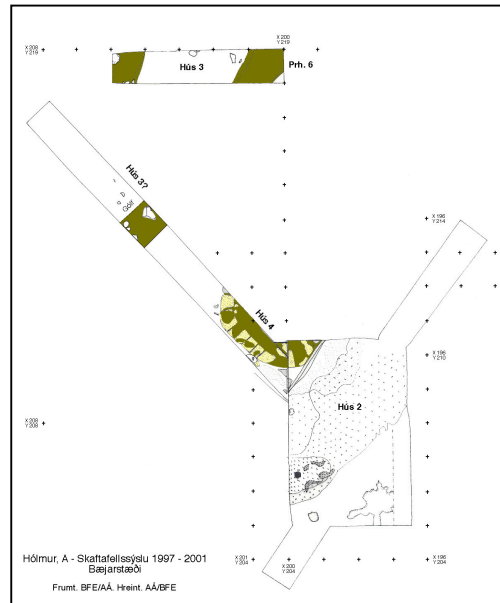 X 208
Y 219
X 200
Y 219
Hús 3
Prh. 6
Hús 3?
Gólf
X 196
Y 214
Hús 4
X 196
Y 210
Hús 2
X 208
Y 208
X 201
Y 204
X 200
Y 204
X 196
Y 204
Hólmur, A - Skaftafellssýslu 1997 - 2001
Bæjarstæði
Frumt. BFE/AÁ. Hreint. AÁ/BFE